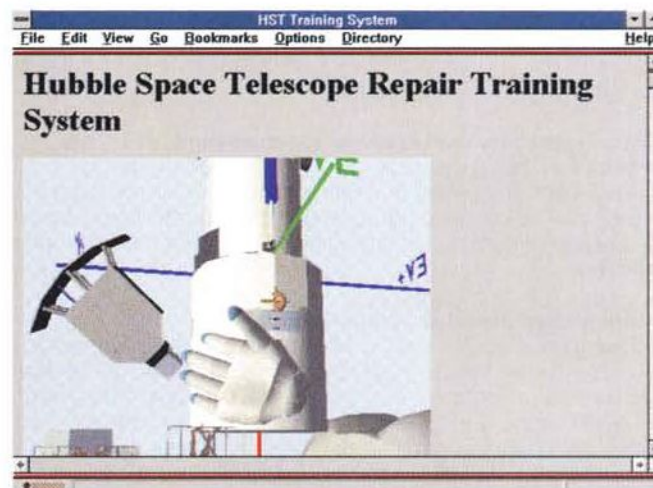 HST Training System
File Edit View Go Bookmarks Options Directory Help
Hubble Space Telescope Repair Training
System
+V3